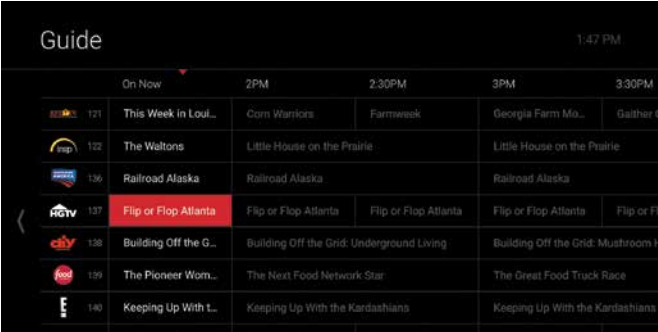 Guide
1:47 PM
On Now 2PM 2:30PM 3PM 3:30PM
121 This Week in Loui... Corn Warriors Farmweek Georgia Farm Mo... Gaither
insp 122 The Waltons Little House on the Prairie Little House on the Prairie
AMERICA 136 Railroad Alaska Railroad Alaska Railroad Alaska
HGTV 137 Flip or Flop Atlanta Flip or Flop Atlanta Flip or Flop Atlanta Flip or Flop Atlanta Flip or Fl
diy 138 Building Off the G... Building Off the Grid: Underground Living Building Off the Grid: Mushroom H
food 139 The Pioneer Wom... The Next Food Network Star The Great Food Truck Race
E! 140 Keeping Up With t... Keeping Up With the Kardashians Keeping Up With the Kardashians